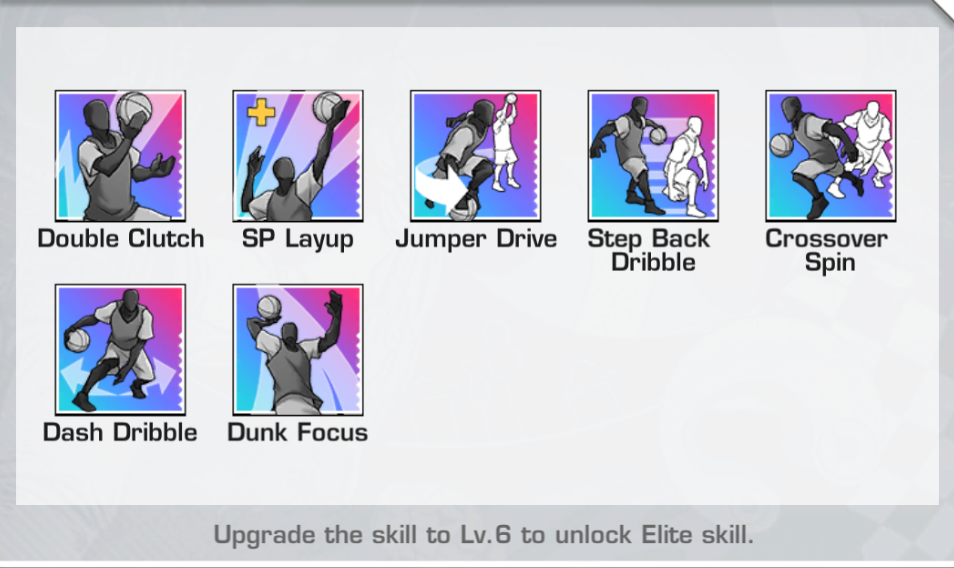 Double Clutch
SP Layup
Jumper Drive
Step Back
Dribble
Crossover
Spin
Dash Dribble
Dunk Focus
Upgrade the skill to Lv.6 to unlock Elite skill.